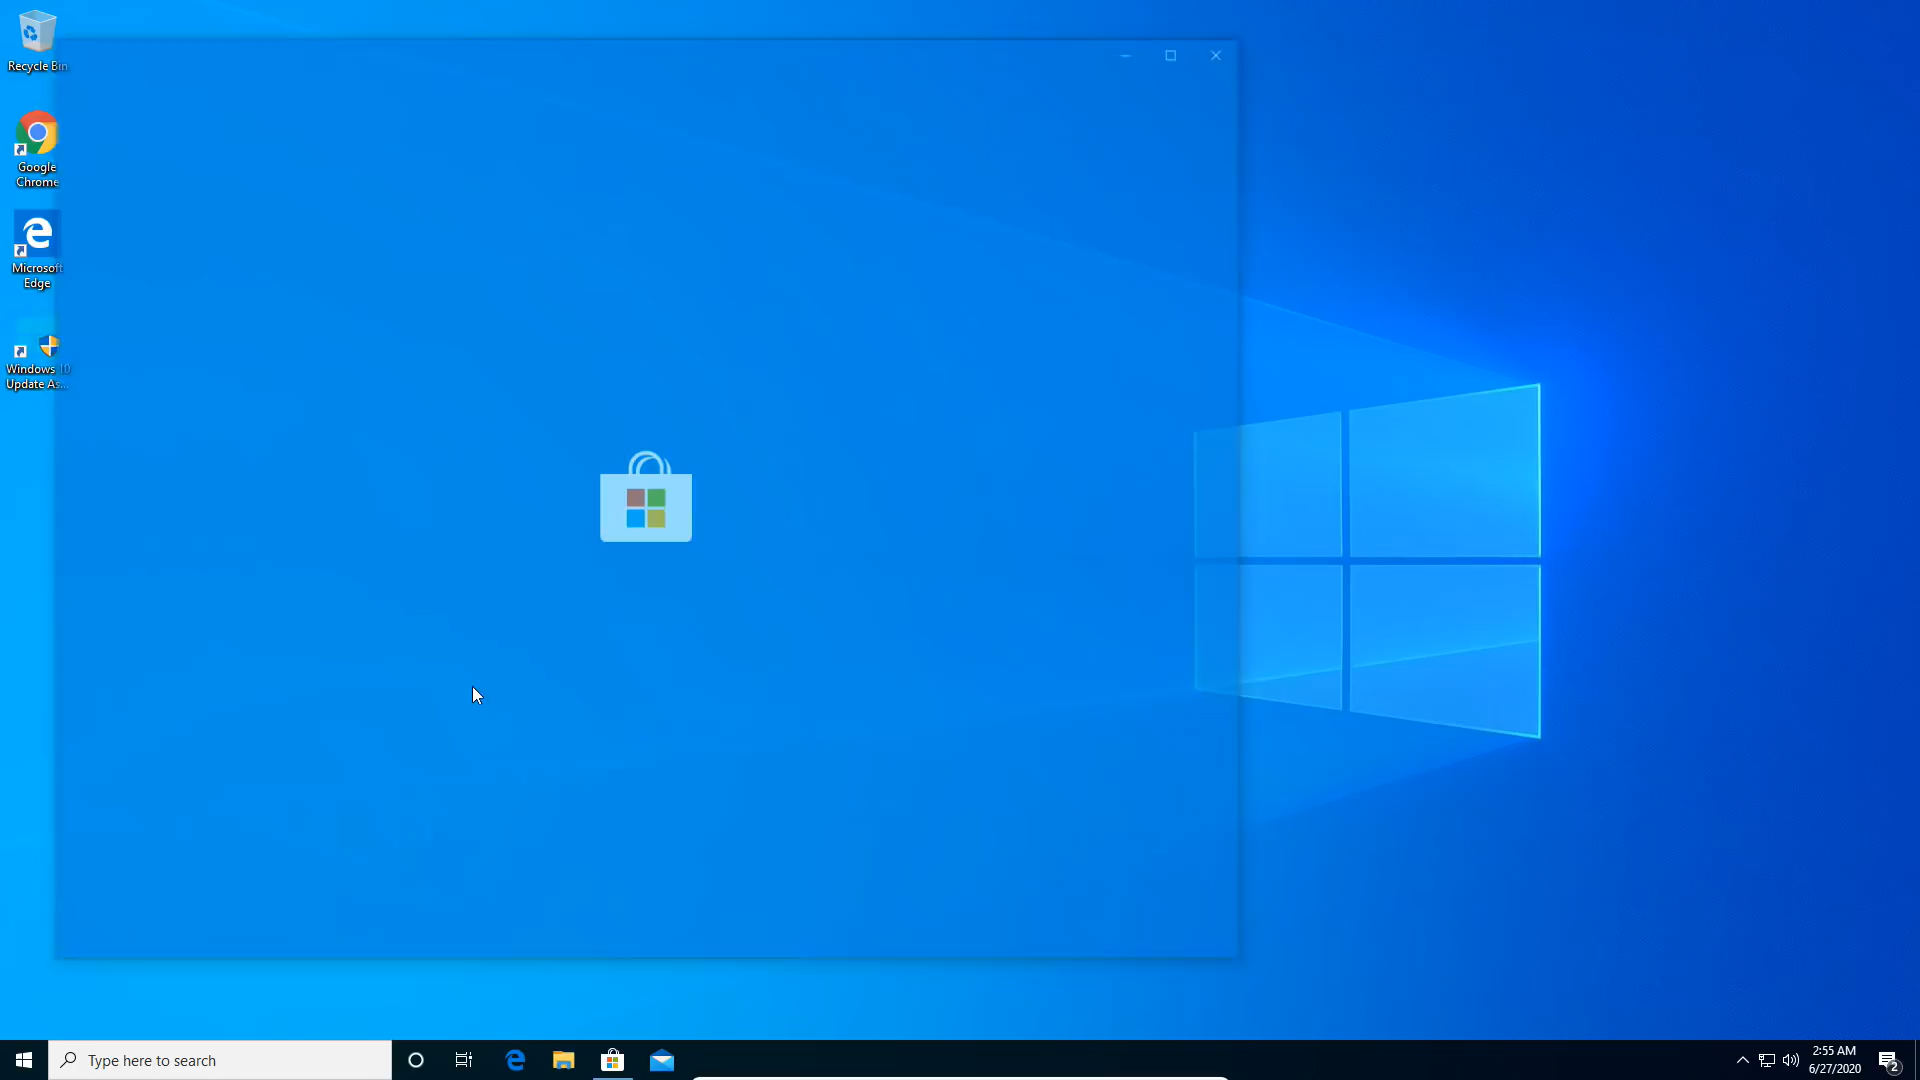 Recycle Bin
Google
Chrome
Microsoft
Edge
Windows 10
Update As...
Type here to search
2:55 AM
6/27/2020
2